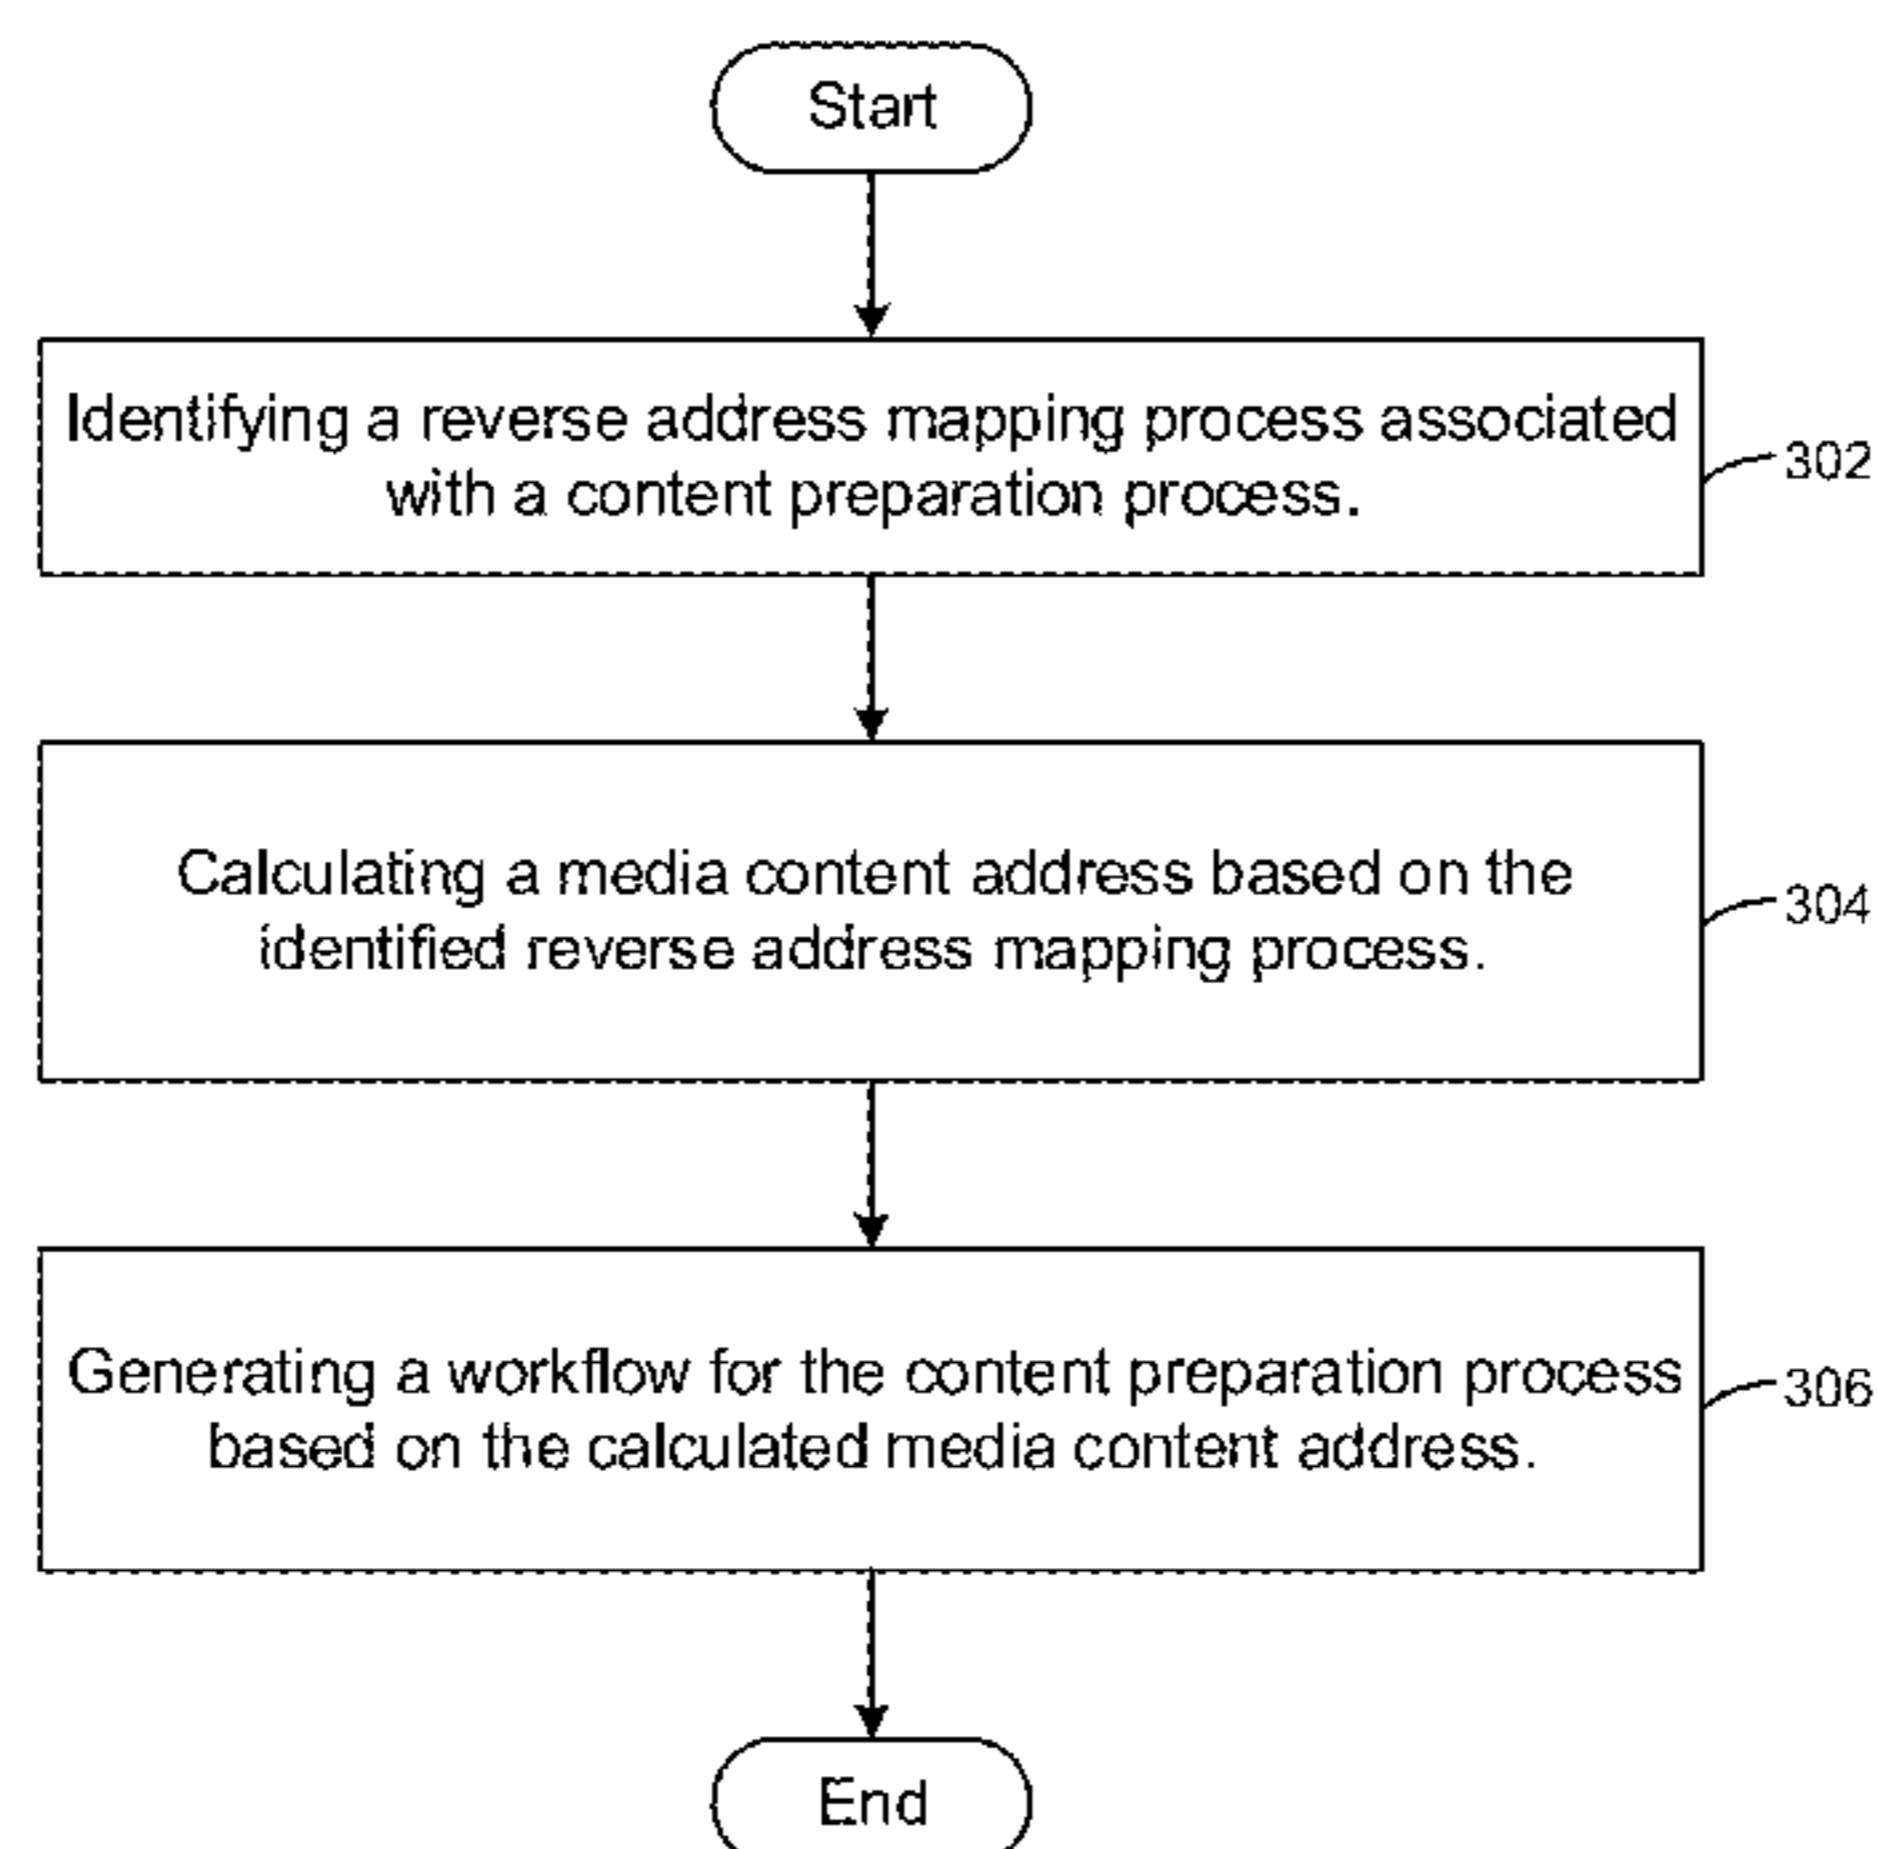 Start
Identifying a reverse address mapping process associated
with a content preparation process.
302
Calculating a media content address based on the
identified reverse address mapping process.
304
Generating a workflow for the content preparation process
based on the calculated media content address.
306
End